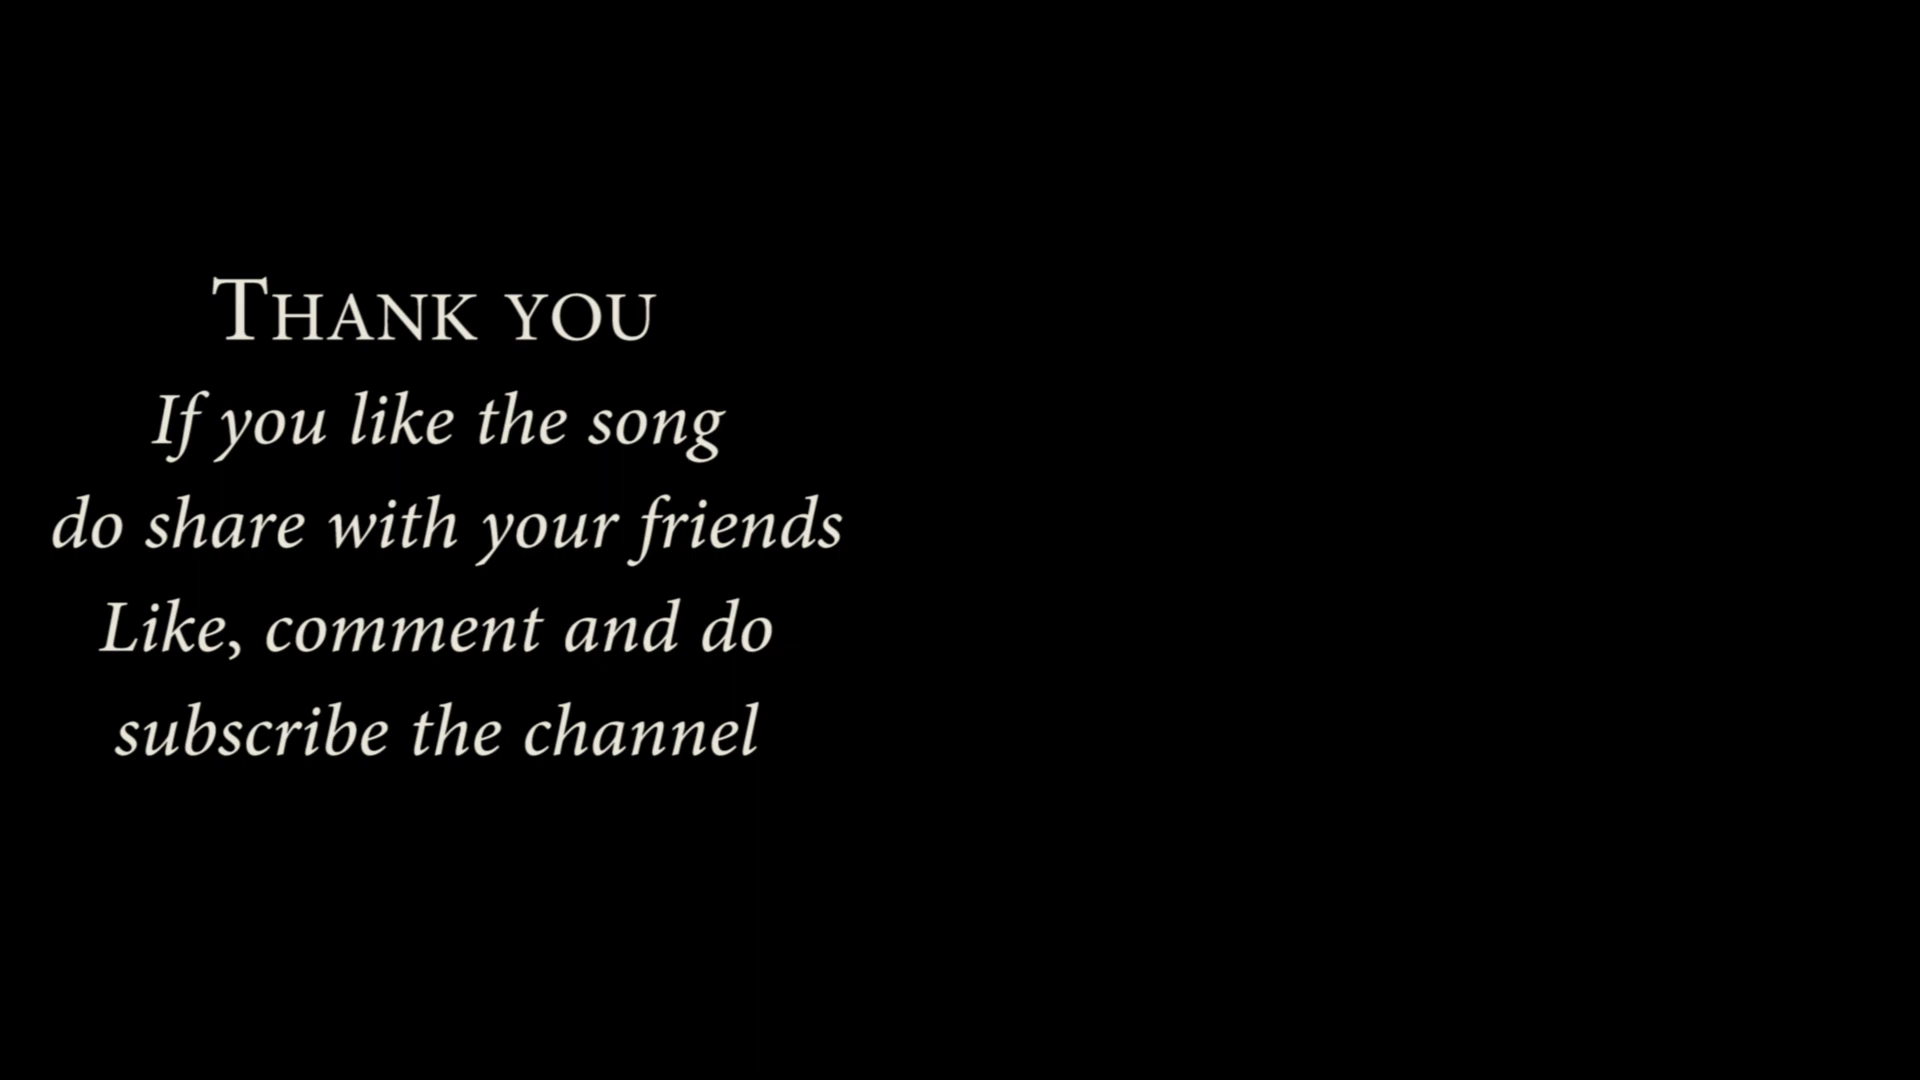 Thank you
If you like the song
do share with your friends
Like, comment and do
subscribe the channel